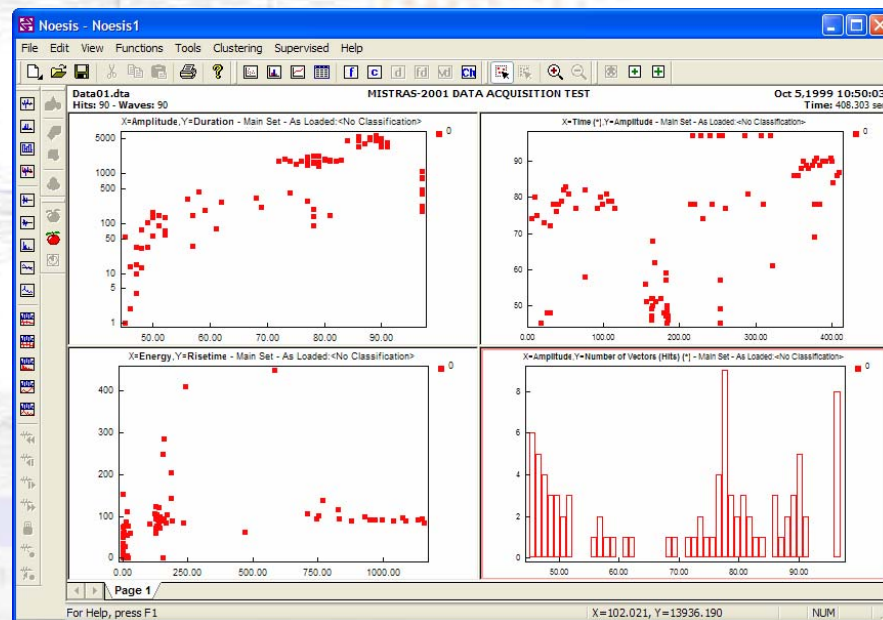 Noesis - Noesis1
File Edit View Functions Tools Clustering Supervised Help
f c d fd vd Ch
Data01.dta MISTRAS-2001 DATA ACQUISITION TEST Oct 5,1999 10:50:03
Hits: 90 - Waves: 90 Time: 408.303 sec
X=Amplitude,Y=Duration - Main Set - As Loaded:<No Classification>
0
5000
1000
500
100
50
10
5
1
50.00 60.00 70.00 80.00 90.00
X=Time (*),Y=Amplitude - Main Set - As Loaded:<No Classification>
0
90
80
70
60
50
0.00 100.00 200.00 300.00 400.00
X=Energy,Y=Risetime - Main Set - As Loaded:<No Classification>
0
400
300
200
100
0
0.00 250.00 500.00 750.00 1000.00
X=Amplitude,Y=Number of Vectors (Hits) (*) - Main Set - As Loaded:<No Classification>
0
8
6
4
2
0
50.00 60.00 70.00 80.00 90.00
Page 1
For Help, press F1 X=102.021, Y=13936.190 NUM